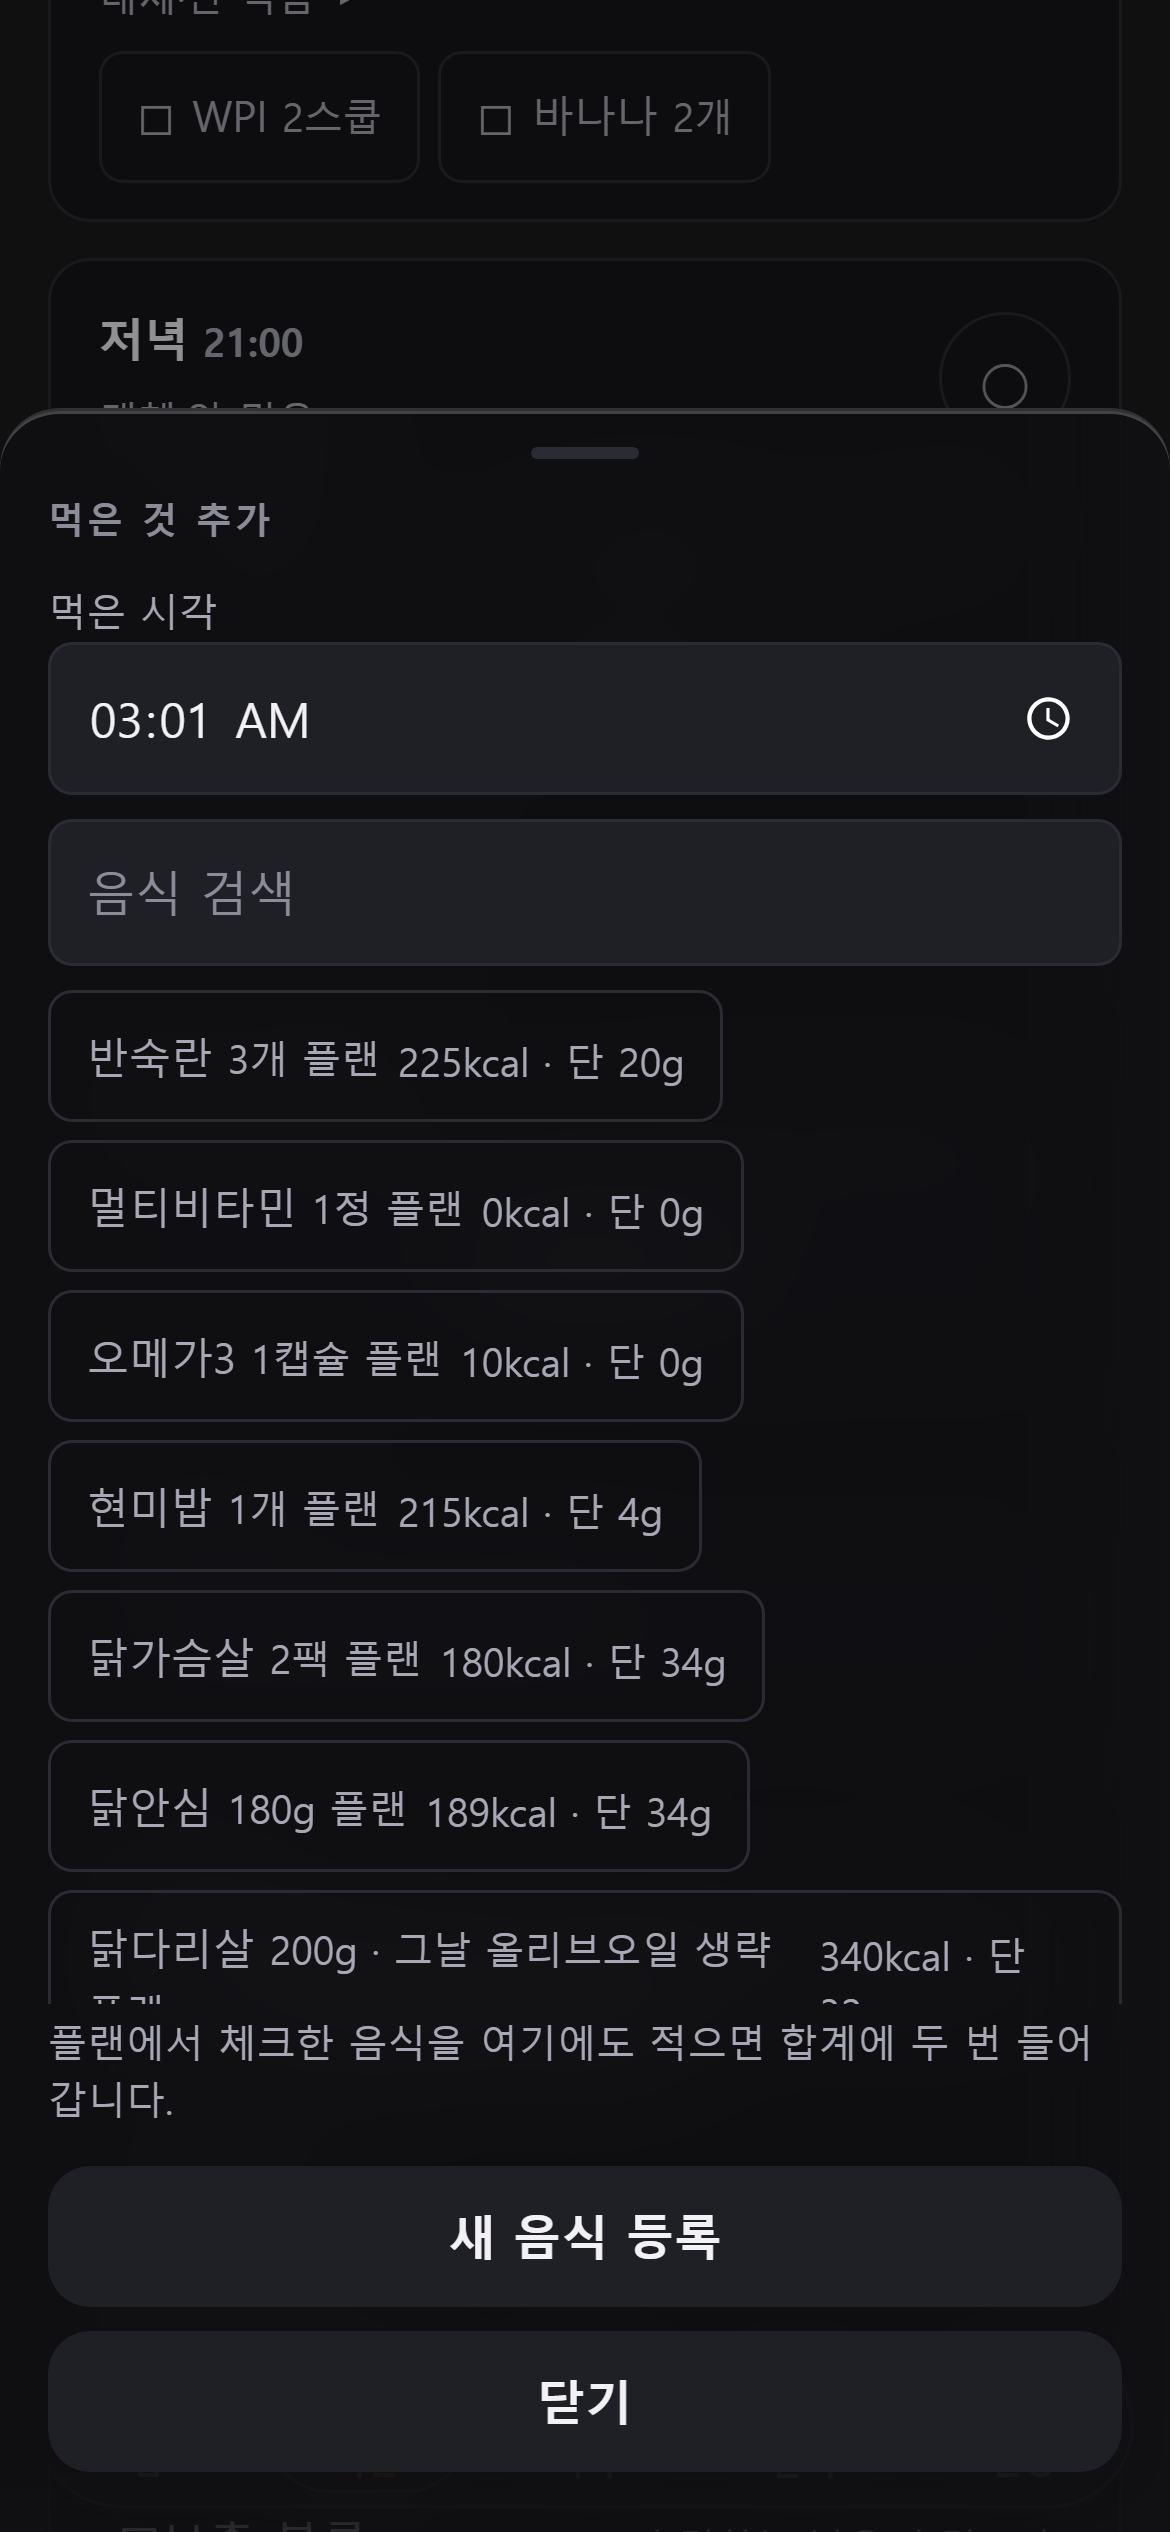 □ WPI 2스쿱 □ 바나나 2개
저녁 21:00
먹은 것 추가
먹은 시각
03:01 AM
음식 검색
반숙란 3개 플랜 225kcal · 단 20g
멀티비타민 1정 플랜 0kcal · 단 0g
오메가3 1캡슐 플랜 10kcal · 단 0g
현미밥 1개 플랜 215kcal · 단 4g
닭가슴살 2팩 플랜 180kcal · 단 34g
닭안심 180g 플랜 189kcal · 단 34g
닭다리살 200g · 그날 올리브오일 생략 340kcal · 단
플랜에서 체크한 음식을 여기에도 적으면 합계에 두 번 들어
갑니다.
새 음식 등록
닫기